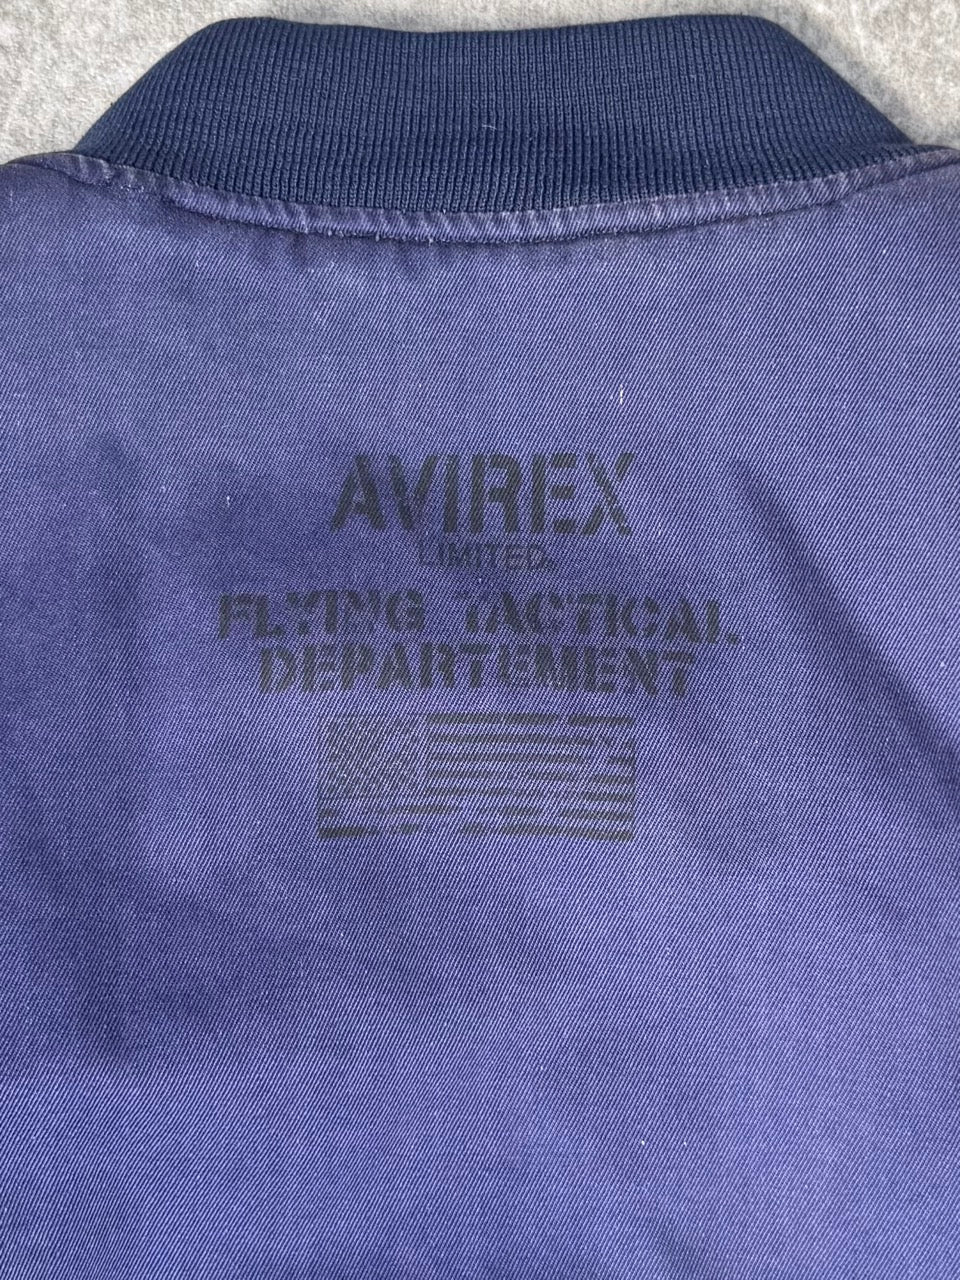 AVIREX
LIMITED.
FLYING TACTICAL
DEPARTEMENT